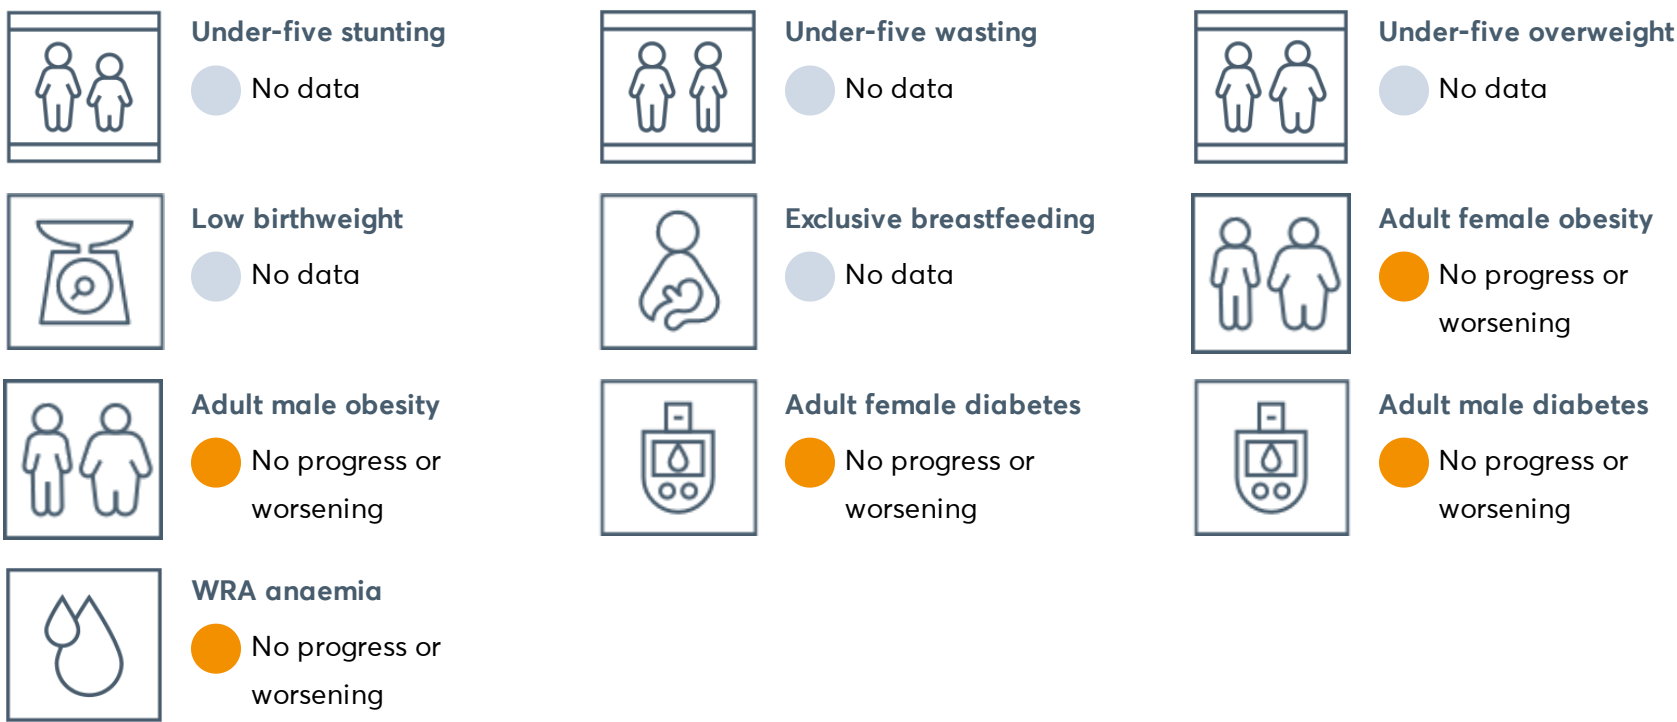 Under-five stunting
No data
Under-five wasting
No data
Under-five overweight
No data
Low birthweight
No data
Exclusive breastfeeding
No data
Adult female obesity
No progress or
worsening
Adult male obesity
No progress or
worsening
Adult female diabetes
No progress or
worsening
Adult male diabetes
No progress or
worsening
WRA anaemia
No progress or
worsening